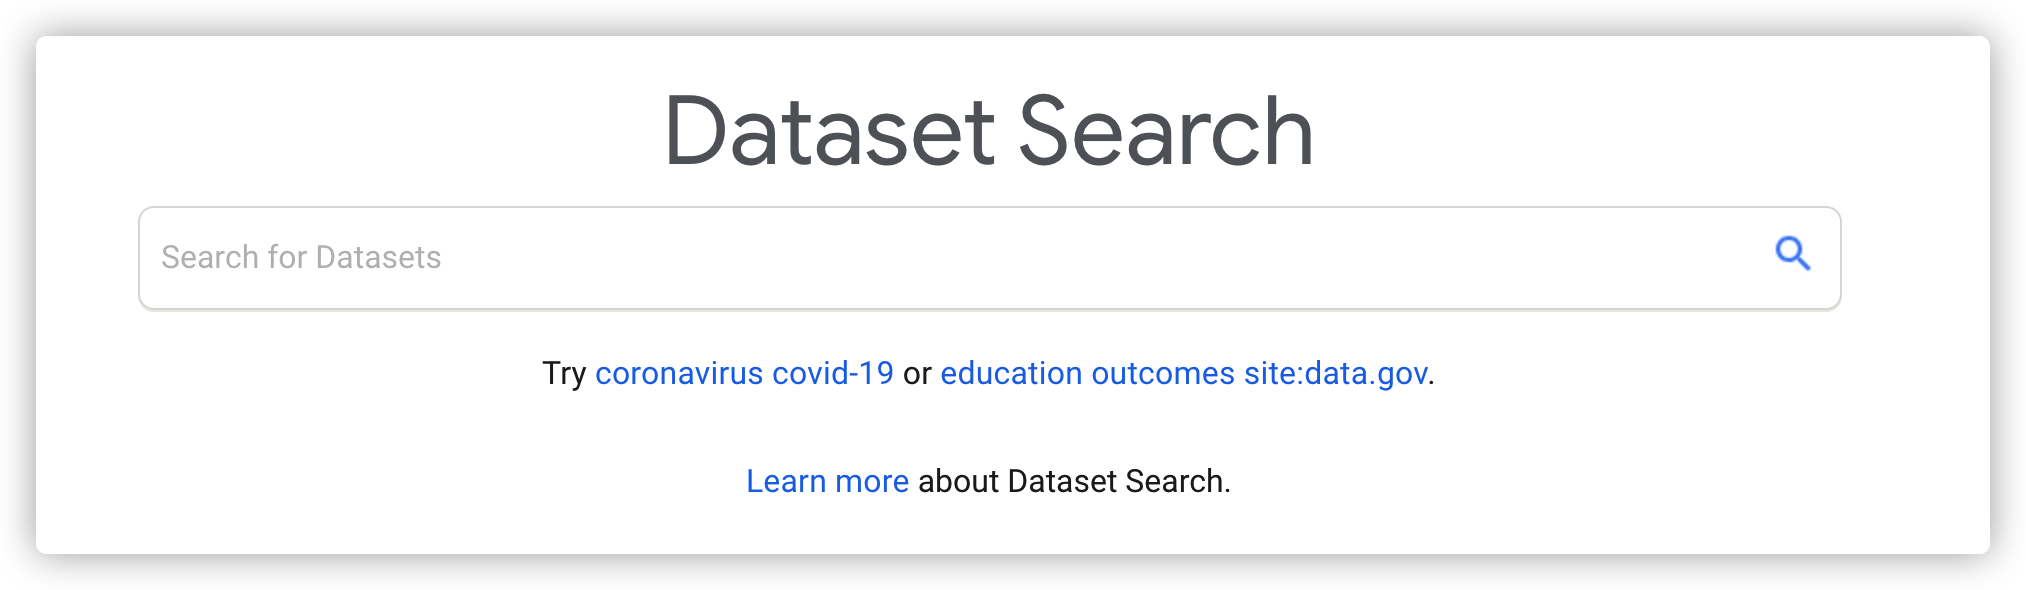 Dataset Search
Search for Datasets
Try coronavirus covid-19 or education outcomes site:data.gov.
Learn more about Dataset Search.